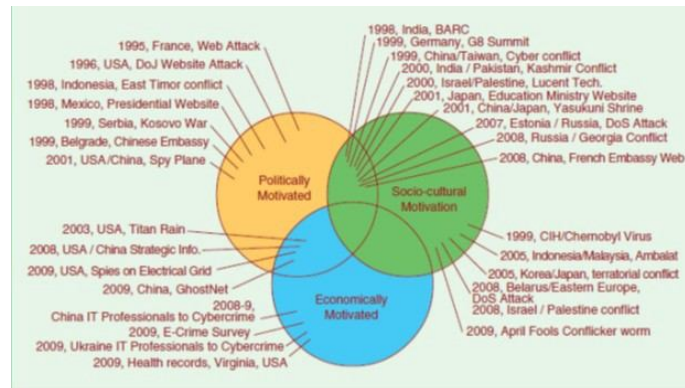 1995, France, Web Attack
1996, USA, DoJ Website Attack
1998, Indonesia, East Timor conflict
1998, Mexico, Presidential Website
1999, Serbia, Kosovo War
1999, Belgrade, Chinese Embassy
2001, USA/China, Spy Plane
1998, India, BARC
1999, Germany, G8 Summit
1999, China/Taiwan, Cyber conflict
2000, India / Pakistan, Kashmir Conflict
2000, Israel/Palestine, Lucent Tech.
2001, Japan, Education Ministry Website
2001, China/Japan, Yasukuni Shrine
2007, Estonia / Russia, DoS Attack
2008, Russia / Georgia Conflict
2008, China, French Embassy Web
Politically
Motivated
Socio-cultural
Motivation
2003, USA, Titan Rain
2008, USA / China Strategic Info.
2009, USA, Spies on Electrical Grid
2009, China, GhostNet
2008-9,
China IT Professionals to Cybercrime
2009, E-Crime Survey
2009, Ukraine IT Professionals to Cybercrime
2009, Health records, Virginia, USA
Economically
Motivated
1999, CIH/Chernobyl Virus
2005, Indonesia/Malaysia, Ambalat
2005, Korea/Japan, terratorial conflict
2008, Belarus/Eastern Europe,
DoS Attack
2008, Israel / Palestine conflict
2009, April Fools Conflicker worm